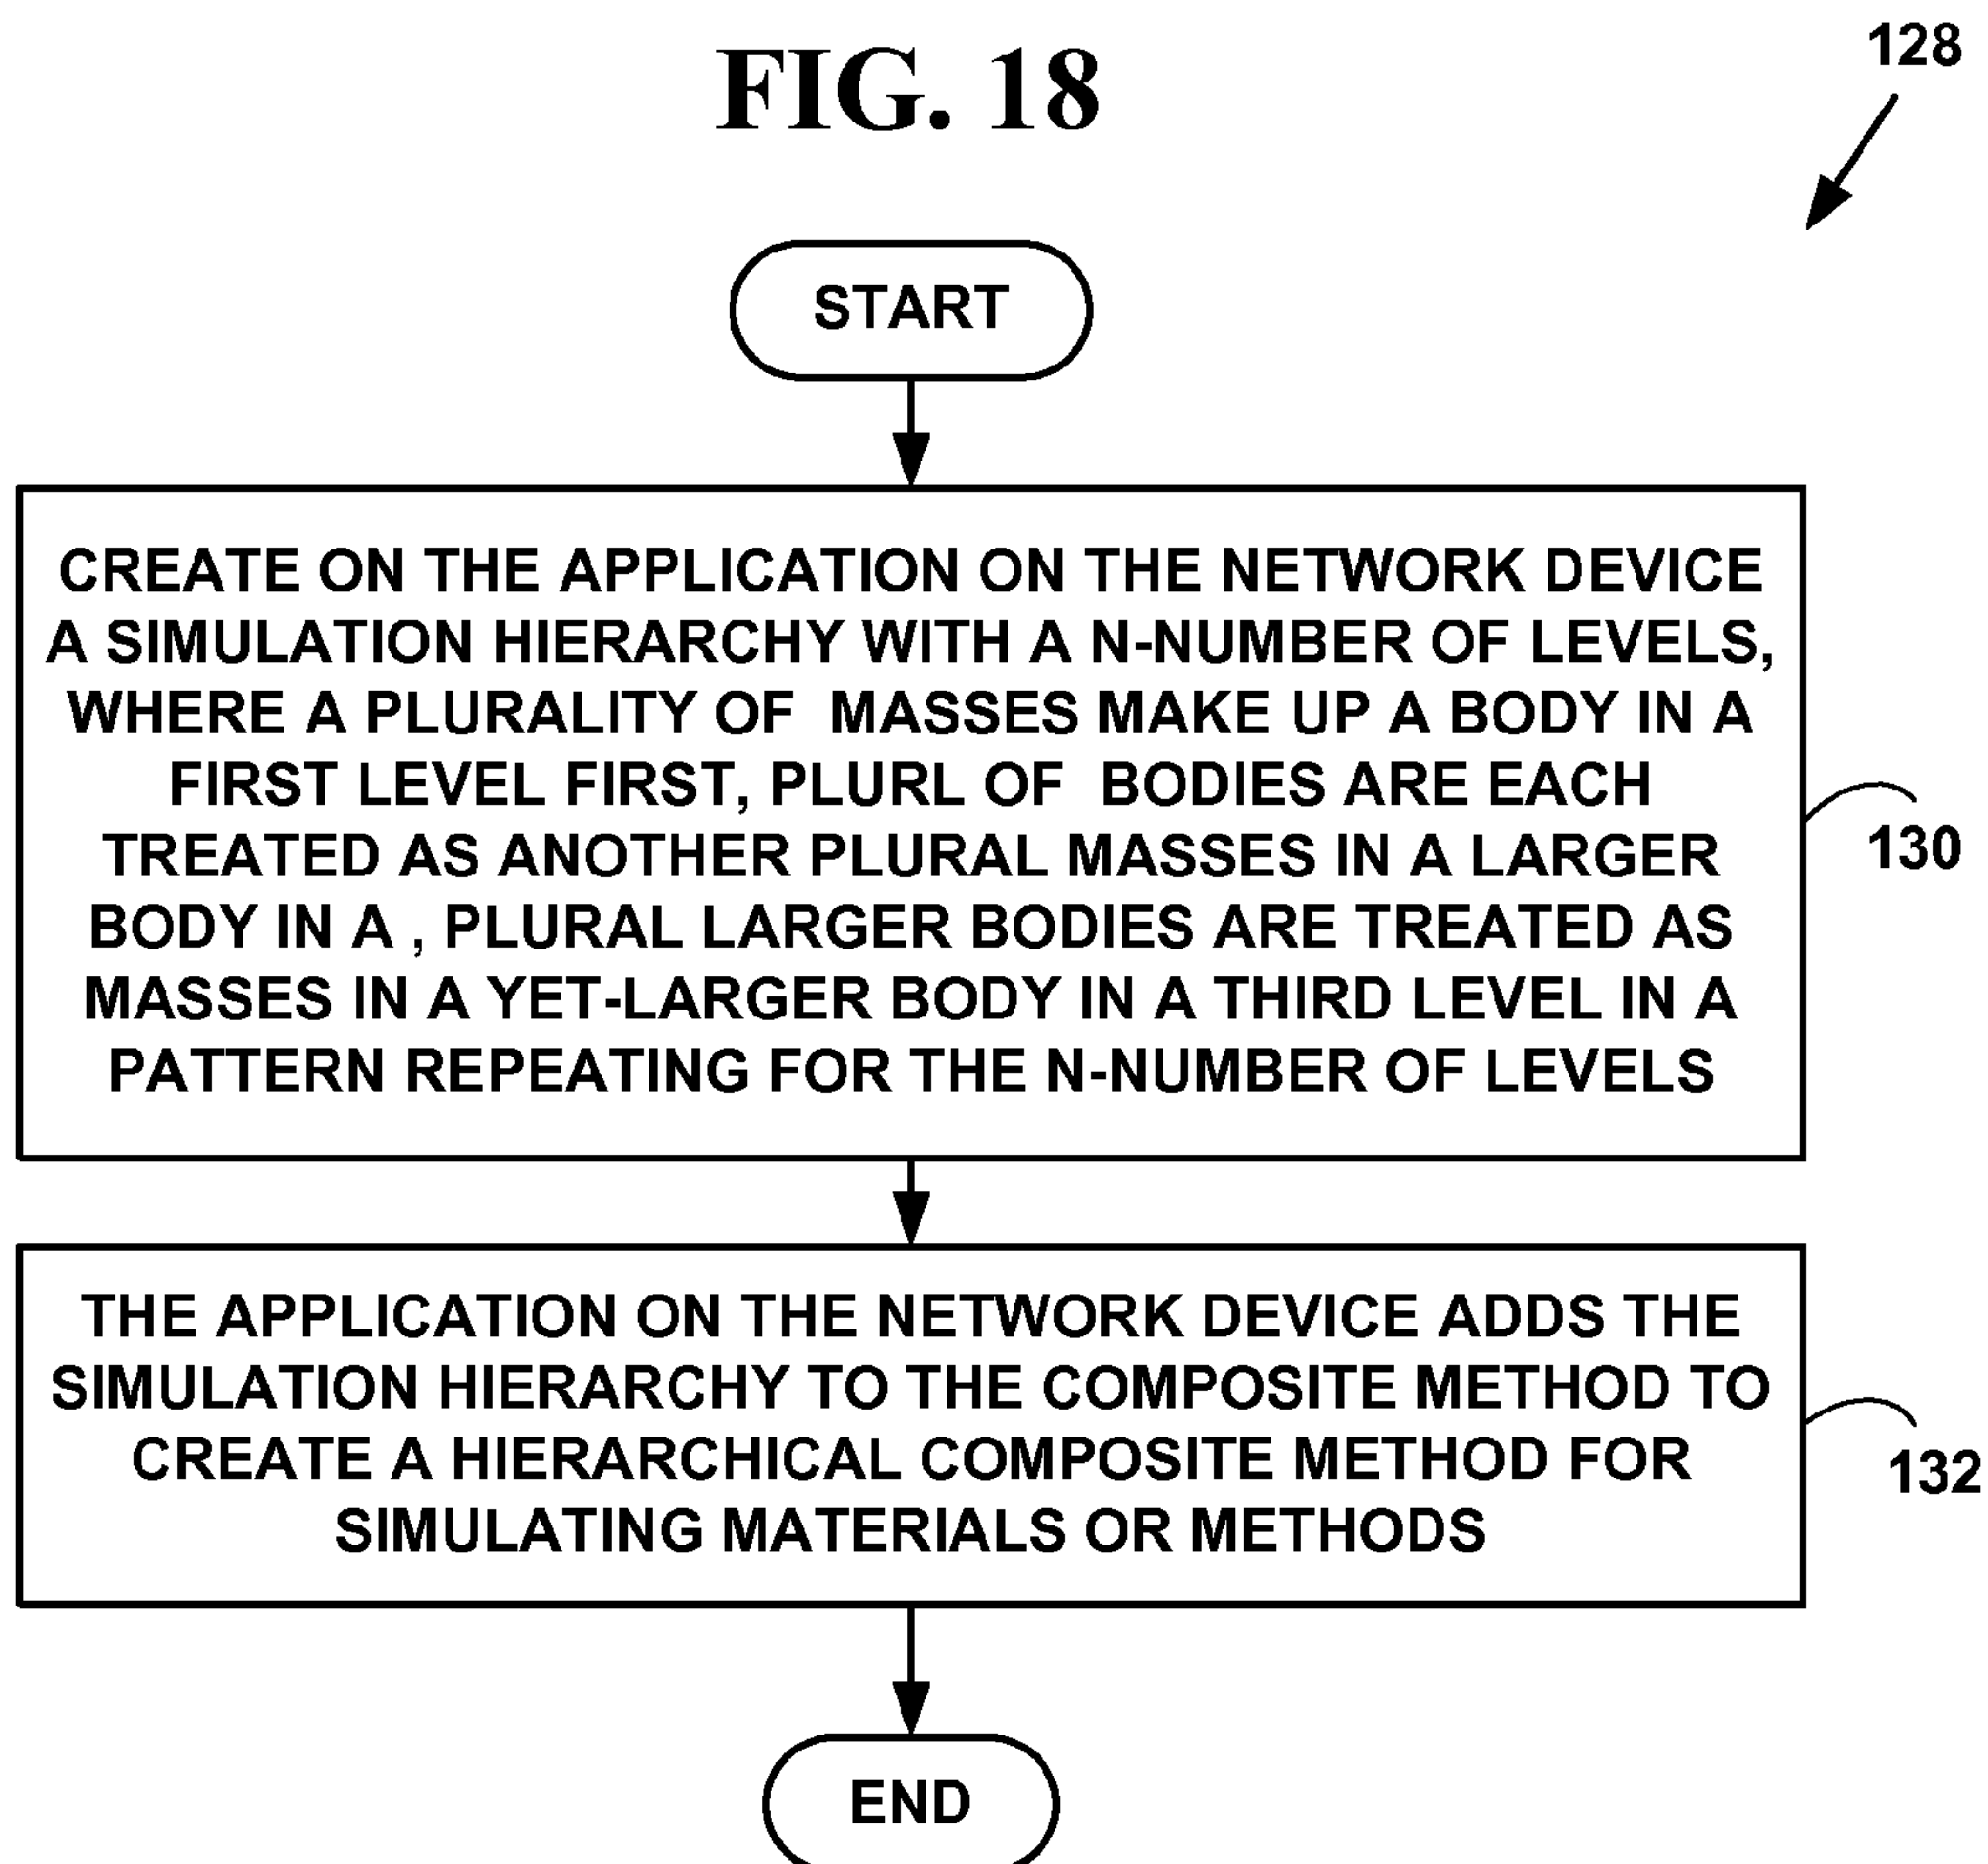 FIG. 18
128
START
CREATE ON THE APPLICATION ON THE NETWORK DEVICE
A SIMULATION HIERARCHY WITH A N-NUMBER OF LEVELS,
WHERE A PLURALITY OF MASSES MAKE UP A BODY IN A
FIRST LEVEL FIRST, PLURL OF BODIES ARE EACH
TREATED AS ANOTHER PLURAL MASSES IN A LARGER
BODY IN A , PLURAL LARGER BODIES ARE TREATED AS
MASSES IN A YET-LARGER BODY IN A THIRD LEVEL IN A
PATTERN REPEATING FOR THE N-NUMBER OF LEVELS
130
THE APPLICATION ON THE NETWORK DEVICE ADDS THE
SIMULATION HIERARCHY TO THE COMPOSITE METHOD TO
CREATE A HIERARCHICAL COMPOSITE METHOD FOR
SIMULATING MATERIALS OR METHODS
132
END